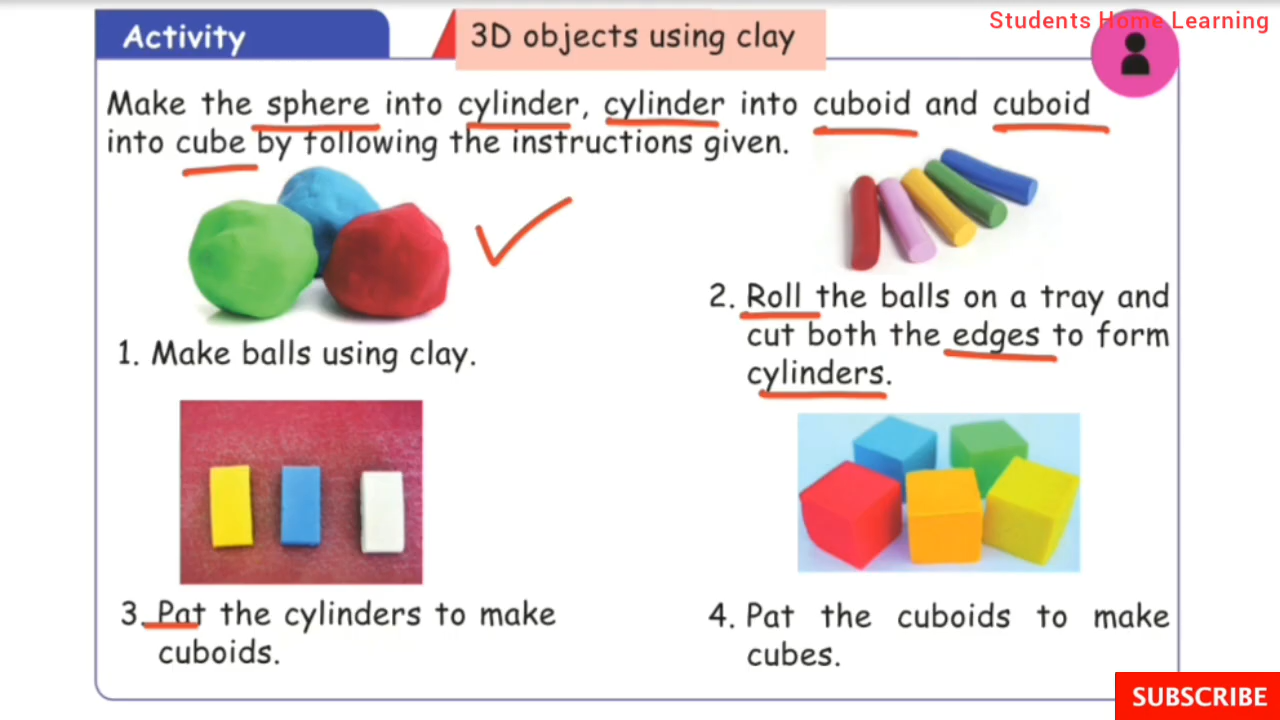 Students Home Learning
Activity
3D objects using clay
Make the sphere into cylinder, cylinder into cuboid and cuboid
into cube by following the instructions given.
1. Make balls using clay.
2. Roll the balls on a tray and
cut both the edges to form
cylinders.
3. Pat the cylinders to make
cuboids.
4. Pat the cuboids to make
cubes.
SUBSCRIBE